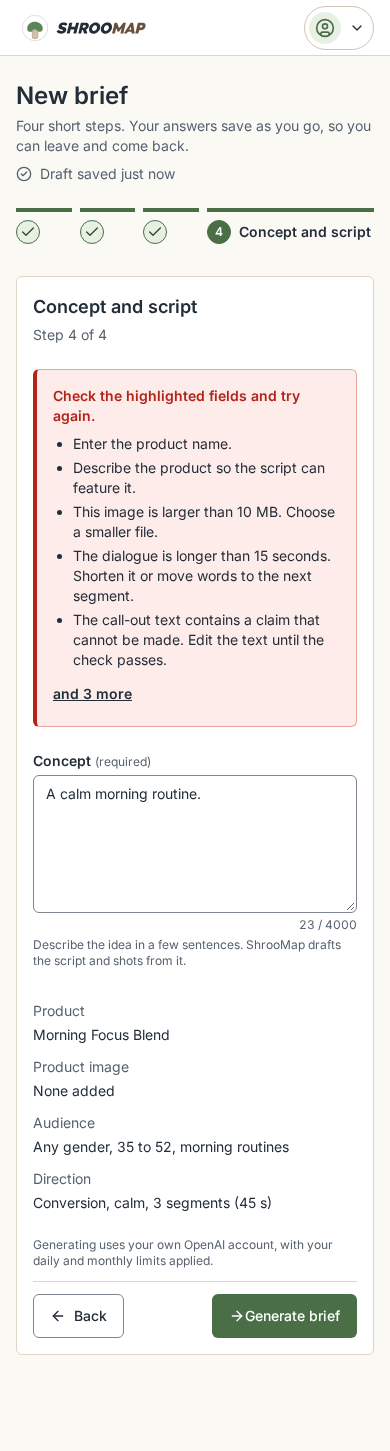 SHROOMAP
New brief
Four short steps. Your answers save as you go, so you
can leave and come back.
Draft saved just now
4 Concept and script
Concept and script
Step 4 of 4
Check the highlighted fields and try
again.
• Enter the product name.
• Describe the product so the script can
feature it.
• This image is larger than 10 MB. Choose
a smaller file.
• The dialogue is longer than 15 seconds.
Shorten it or move words to the next
segment.
• The call-out text contains a claim that
cannot be made. Edit the text until the
check passes.
and 3 more
Concept (required)
A calm morning routine.
23 / 4000
Describe the idea in a few sentences. ShrooMap drafts
the script and shots from it.
Product
Morning Focus Blend
Product image
None added
Audience
Any gender, 35 to 52, morning routines
Direction
Conversion, calm, 3 segments (45 s)
Generating uses your own OpenAI account, with your
daily and monthly limits applied.
← Back
→Generate brief